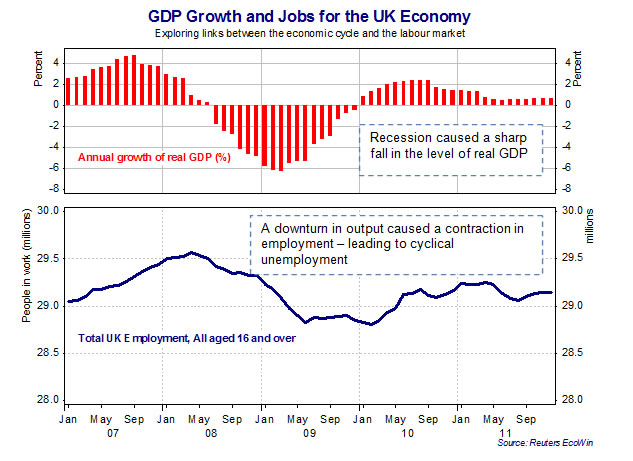 GDP Growth and Jobs for the UK Economy
Exploring links between the economic cycle and the labour market
Percent
Percent
4
4
2
2
0
0
-2
-2
-4
-4
-6
-6
-8
-8
Recession caused a sharp
fall in the level of real GDP
Annual growth of real GDP (%)
People in work (millions)
millions
30.0
30.0
29.5
29.5
29.0
29.0
28.5
28.5
28.0
28.0
A downturn in output caused a contraction in
employment – leading to cyclical
unemployment
Total UK Employment, All aged 16 and over
Jan May Sep Jan May Sep Jan May Sep Jan May Sep Jan May Sep
07 08 09 10 11
Source: Reuters EcoWin